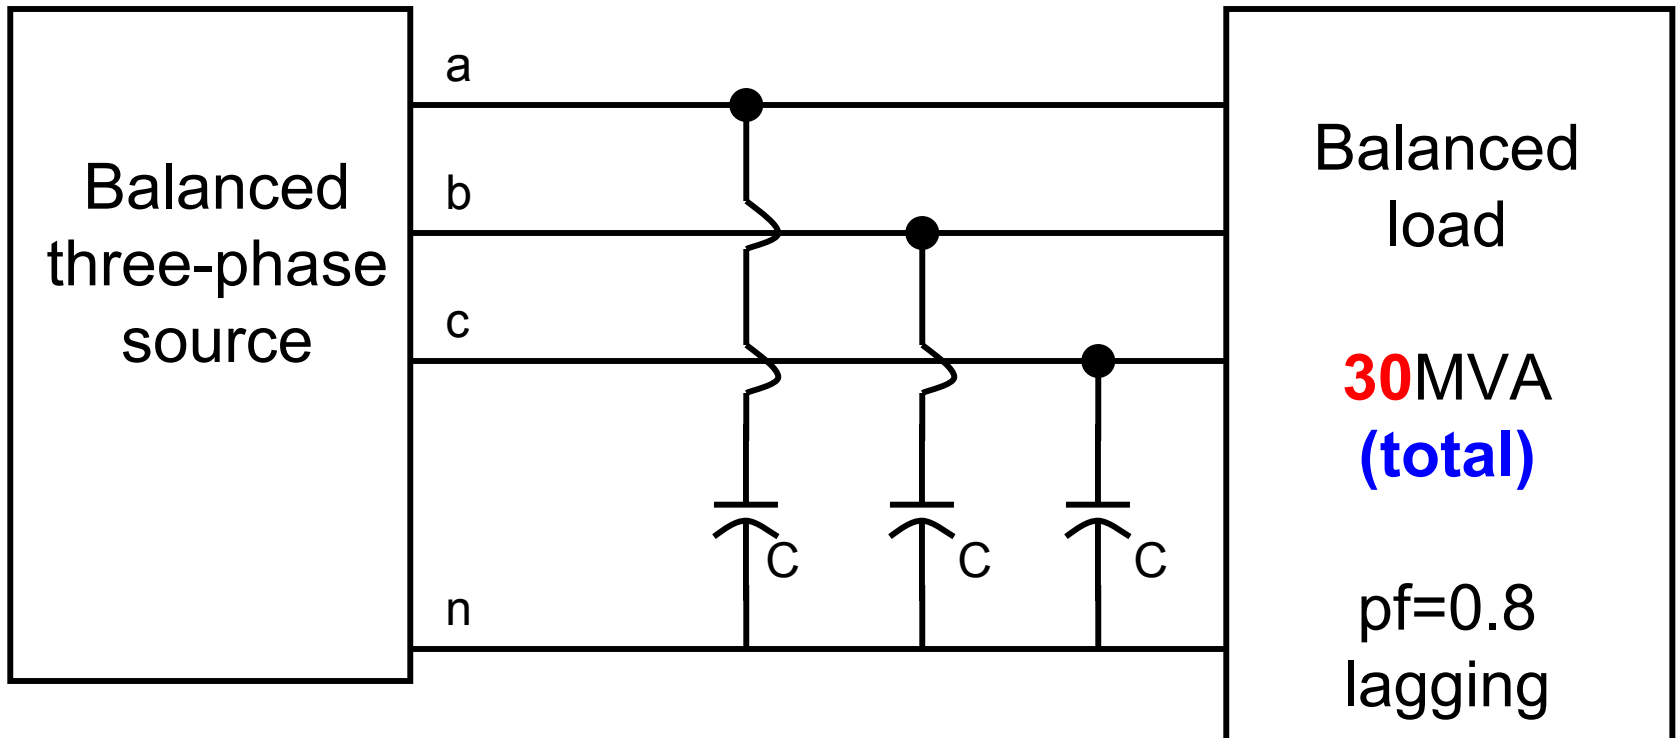 Balanced
three-phase
source
a
b
c
n
C
C
C
Balanced
load
30MVA
(total)
pf=0.8
lagging